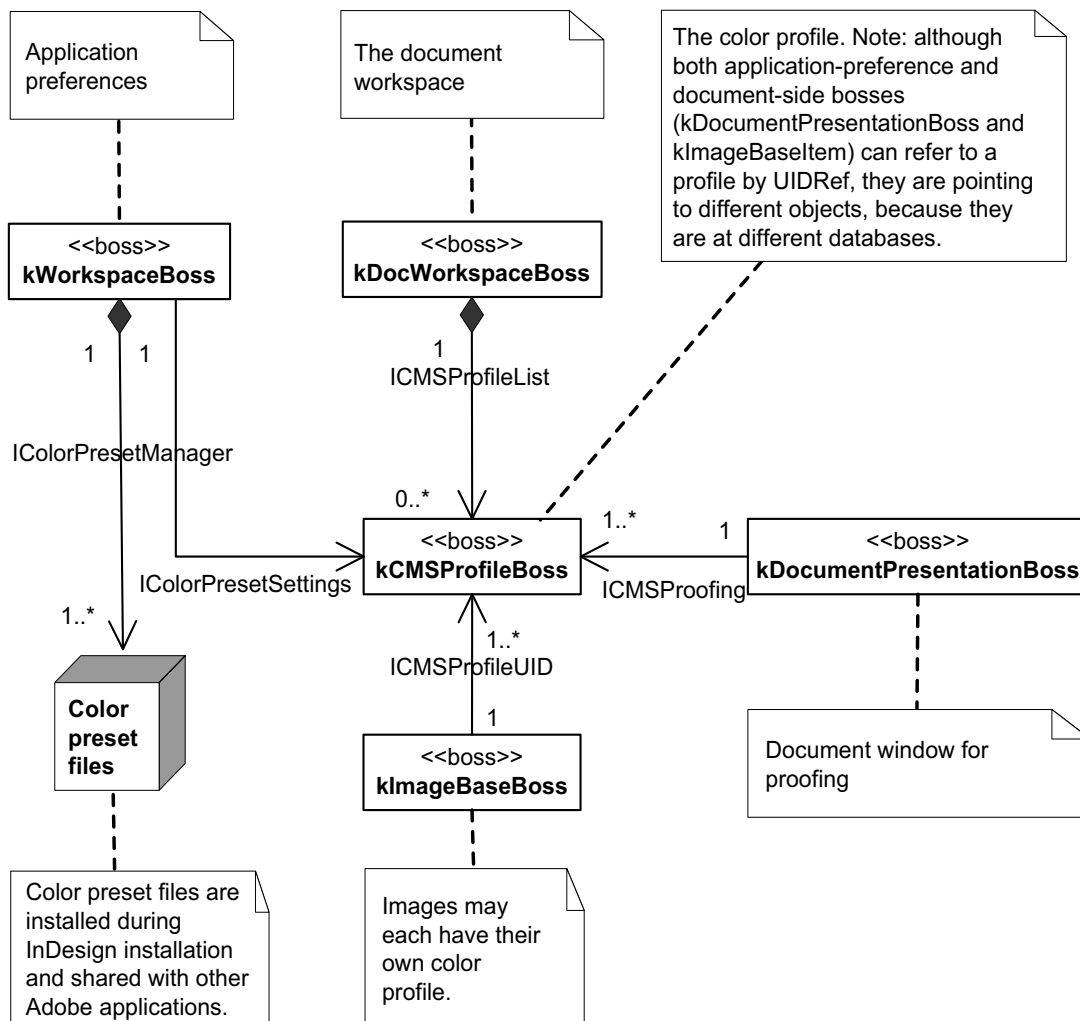 Application
preferences
The document
workspace
The color profile. Note: although
both application-preference and
document-side bosses
(kDocumentPresentationBoss and
kImageBaseItem) can refer to a
profile by UIDRef, they are pointing
to different objects, because they
are at different databases.
<<boss>>
kWorkspaceBoss
<<boss>>
kDocWorkspaceBoss
1
1
1
ICMSProfileList
IColorPresetManager
0..*
1..*
1
<<boss>>
kCMSProfileBoss
<<boss>>
kDocumentPresentationBoss
IColorPresetSettings
ICMSProofing
1..*
1..*
ICMSProfileUID
1
Color
preset
files
<<boss>>
kImageBaseBoss
Document window for
proofing
Color preset files are
installed during
InDesign installation
and shared with other
Adobe applications.
Images may
each have their
own color
profile.